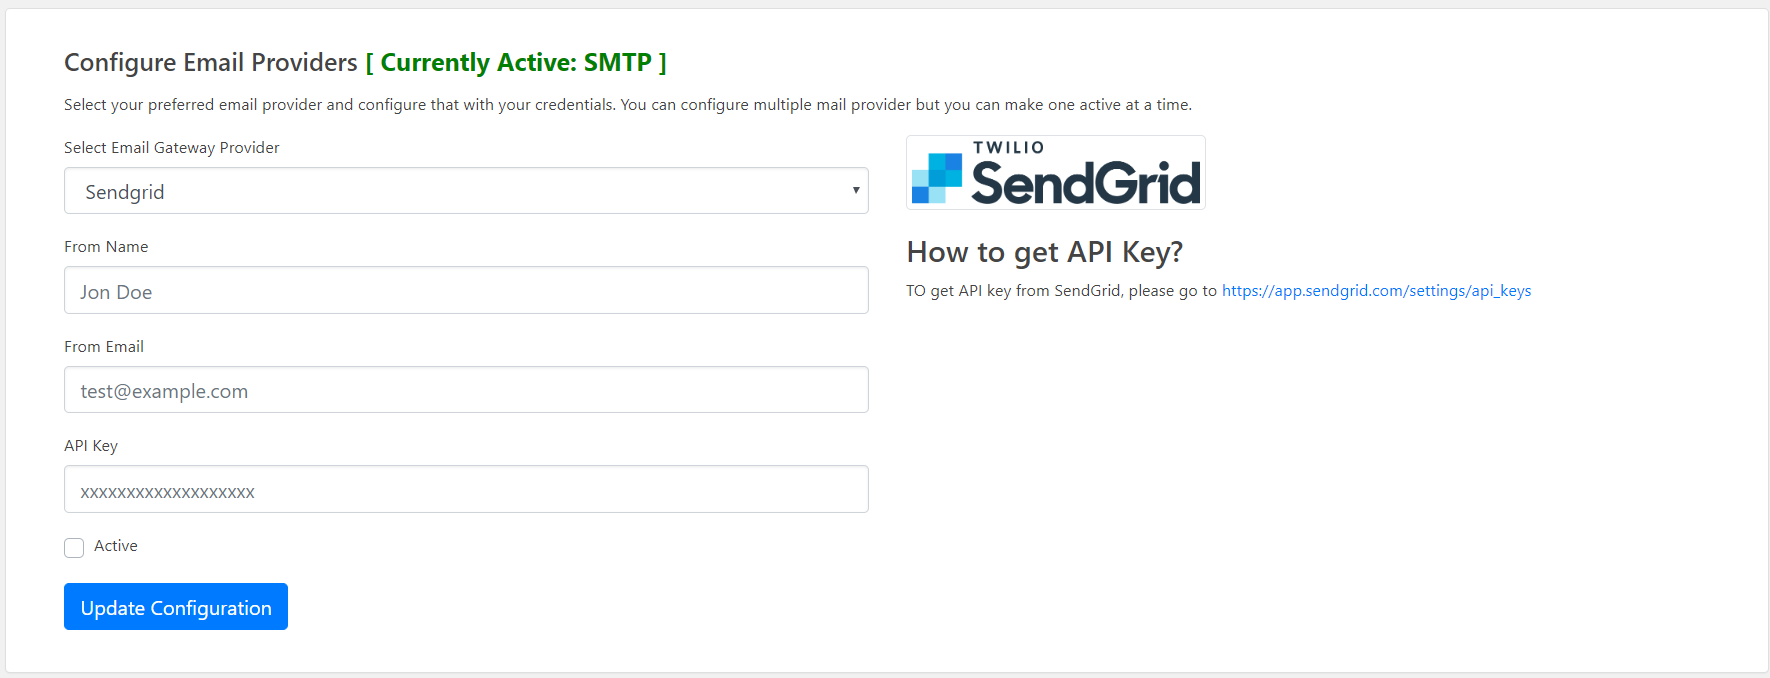 Configure Email Providers [ Currently Active: SMTP ]
Select your preferred email provider and configure that with your credentials. You can configure multiple mail provider but you can make one active at a time.
Select Email Gateway Provider
Sendgrid
From Name
Jon Doe
From Email
test@example.com
API Key
xxxxxxxxxxxxxxxxxxx
Active
Update Configuration
TWILIO
SendGrid
How to get API Key?
TO get API key from SendGrid, please go to https://app.sendgrid.com/settings/api_keys